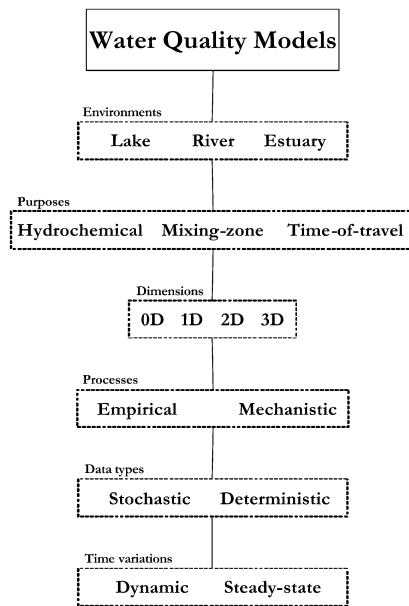 Water Quality Models
Environments
Lake River Estuary
Purposes
Hydrochemical Mixing-zone Time-of-travel
Dimensions
0D 1D 2D 3D
Processes
Empirical Mechanistic
Data types
Stochastic Deterministic
Time variations
Dynamic Steady-state